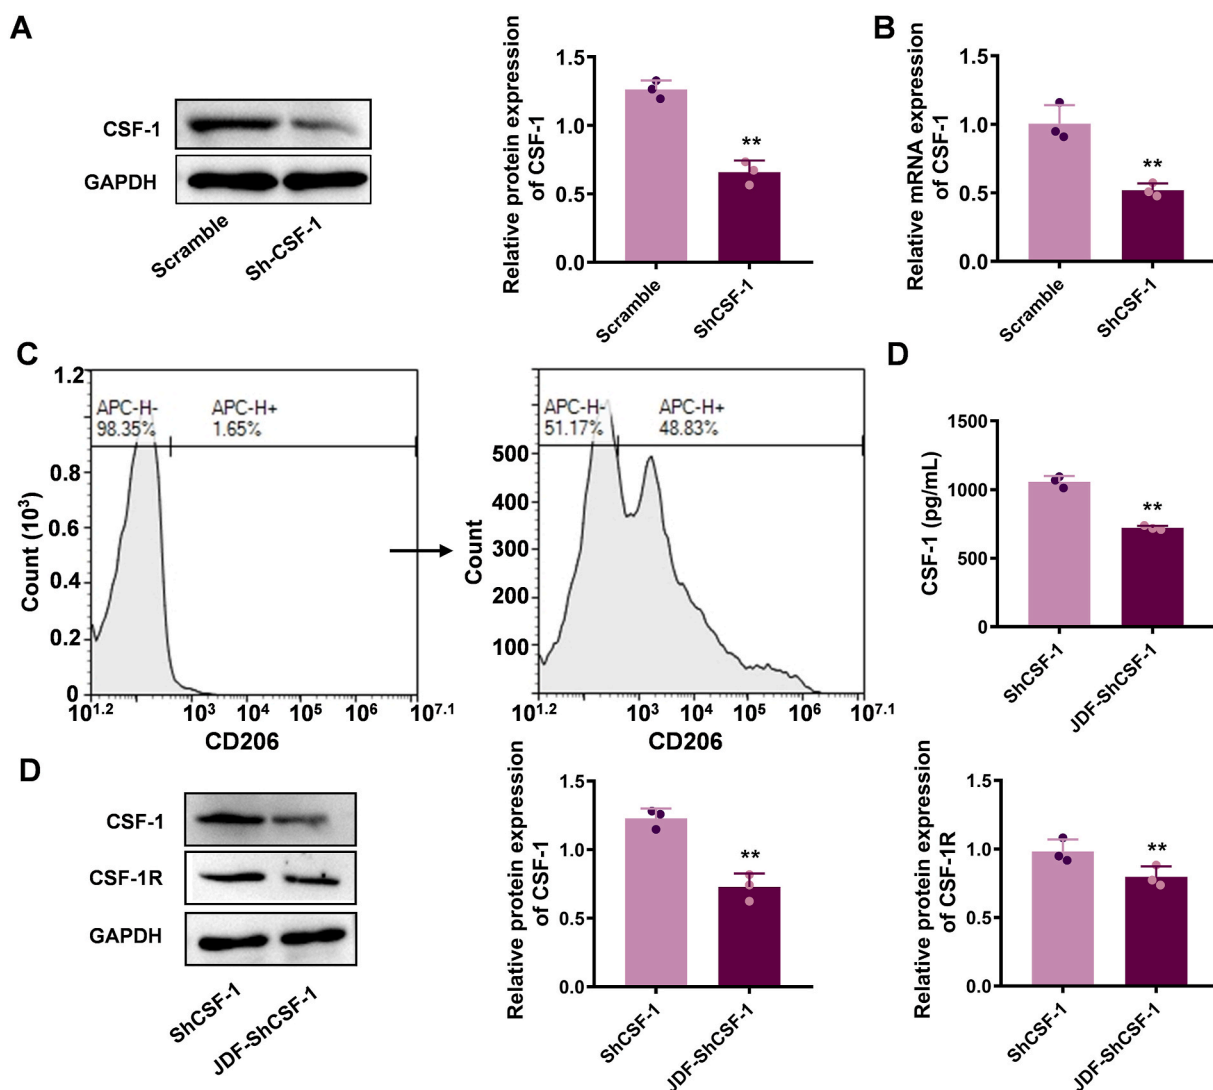 A
CSF-1
GAPDH
Scramble
Sh-CSF-1
Relative protein expression
of CSF-1
1.5
1.0
0.5
0.0
**
Scramble
ShCSF-1
B
Relative mRNA expression
of CSF-1
1.5
1.0
0.5
0.0
**
Scramble
ShCSF-1
C
Count (10³)
1.2
0.8
0.6
0.4
0.2
0
APC-H-
98.35%
APC-H+
1.65%
10^1.2 10³ 10⁴ 10⁵ 10⁶ 10^7.1
CD206
Count
500
400
300
200
100
APC-H-
51.17%
APC-H+
48.83%
10^1.2 10³ 10⁴ 10⁵ 10⁶ 10^7.1
CD206
D
CSF-1 (pg/mL)
1500
1000
500
0
**
ShCSF-1
JDF-ShCSF-1
D
CSF-1
CSF-1R
GAPDH
ShCSF-1
JDF-ShCSF-1
Relative protein expression
of CSF-1
1.5
1.0
0.5
0.0
**
ShCSF-1
JDF-ShCSF-1
Relative protein expression
of CSF-1R
1.5
1.0
0.5
0.0
**
ShCSF-1
JDF-ShCSF-1